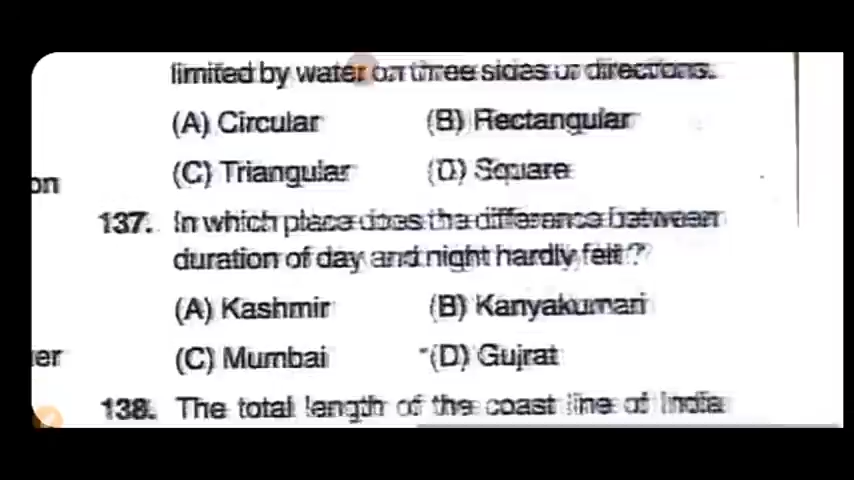 limited by water on three sides or directions.
(A) Circular (B) Rectangular
(C) Triangular (D) Square
on
137. In which place does the difference between
duration of day and night hardly felt ?
(A) Kashmir (B) Kanyakumari
er (C) Mumbai (D) Gujrat
138. The total length of the coast line of India